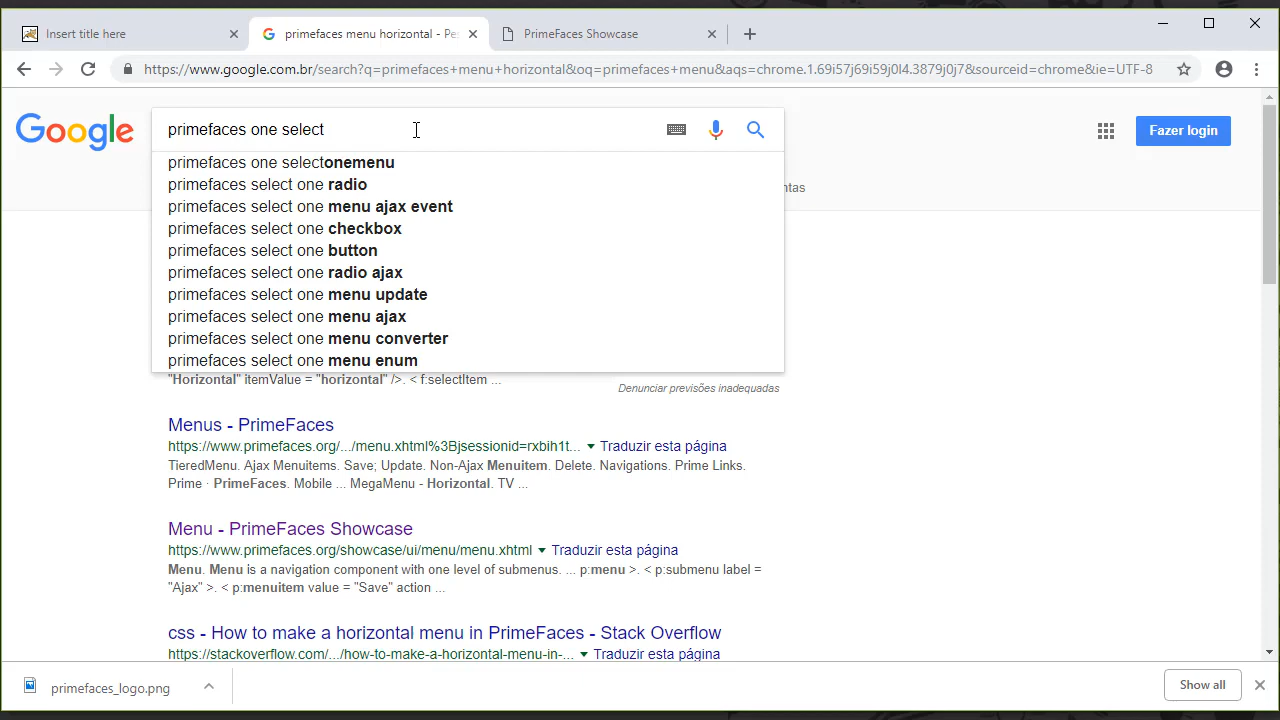 Insert title here
primefaces menu horizontal - Pe
PrimeFaces Showcase
https://www.google.com.br/search?q=primefaces+menu+horizontal&oq=primefaces+menu&aqs=chrome.1.69i57j69i59j0l4.3879j0j7&sourceid=chrome&ie=UTF-8
Google
primefaces one select
Fazer login
primefaces one selectonemenu
primefaces select one radio
ntas
primefaces select one menu ajax event
primefaces select one checkbox
primefaces select one button
primefaces select one radio ajax
primefaces select one menu update
primefaces select one menu ajax
primefaces select one menu converter
primefaces select one menu enum
"Horizontal" itemValue = "horizontal" />. < f:selectItem ...
Denunciar previsões inadequadas
Menus - PrimeFaces
https://www.primefaces.org/.../menu.xhtml%3Bjsessionid=rxbih1t... Traduzir esta página
TieredMenu. Ajax Menuitems. Save; Update. Non-Ajax Menuitem. Delete. Navigations. Prime Links.
Prime · PrimeFaces. Mobile ... MegaMenu - Horizontal. TV ...
Menu - PrimeFaces Showcase
https://www.primefaces.org/showcase/ui/menu/menu.xhtml Traduzir esta página
Menu. Menu is a navigation component with one level of submenus. ... p:menu >. < p:submenu label =
"Ajax" >. < p:menuitem value = "Save" action ...
css - How to make a horizontal menu in PrimeFaces - Stack Overflow
https://stackoverflow.com/.../how-to-make-a-horizontal-menu-in-... Traduzir esta página
primefaces_logo.png
Show all